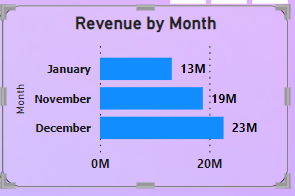 Revenue by Month
Month
January 13M
November 19M
December 23M
0M 20M